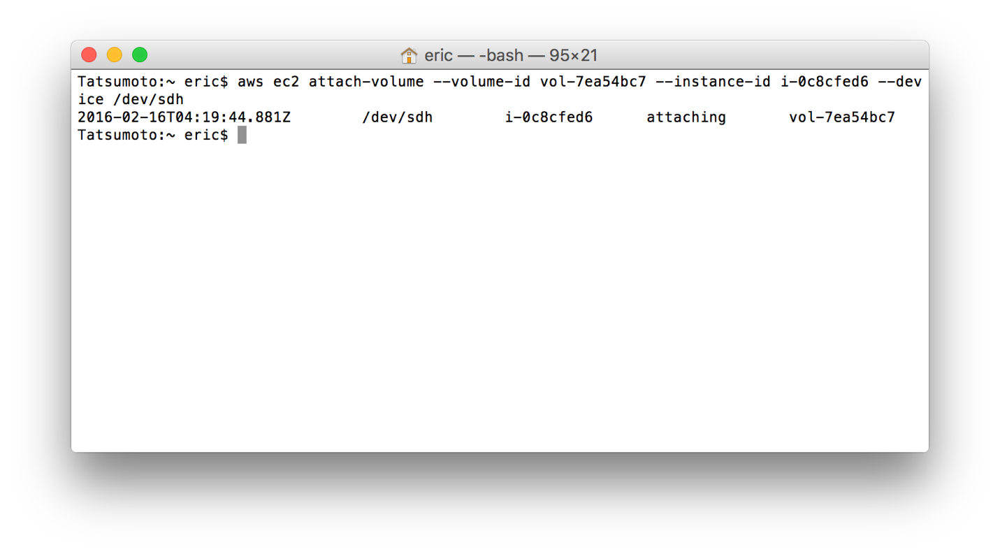 eric — -bash — 95×21
Tatsumoto:~ eric$ aws ec2 attach-volume --volume-id vol-7ea54bc7 --instance-id i-0c8cfed6 --dev
ice /dev/sdh
2016-02-16T04:19:44.881Z        /dev/sdh        i-0c8cfed6      attaching       vol-7ea54bc7
Tatsumoto:~ eric$